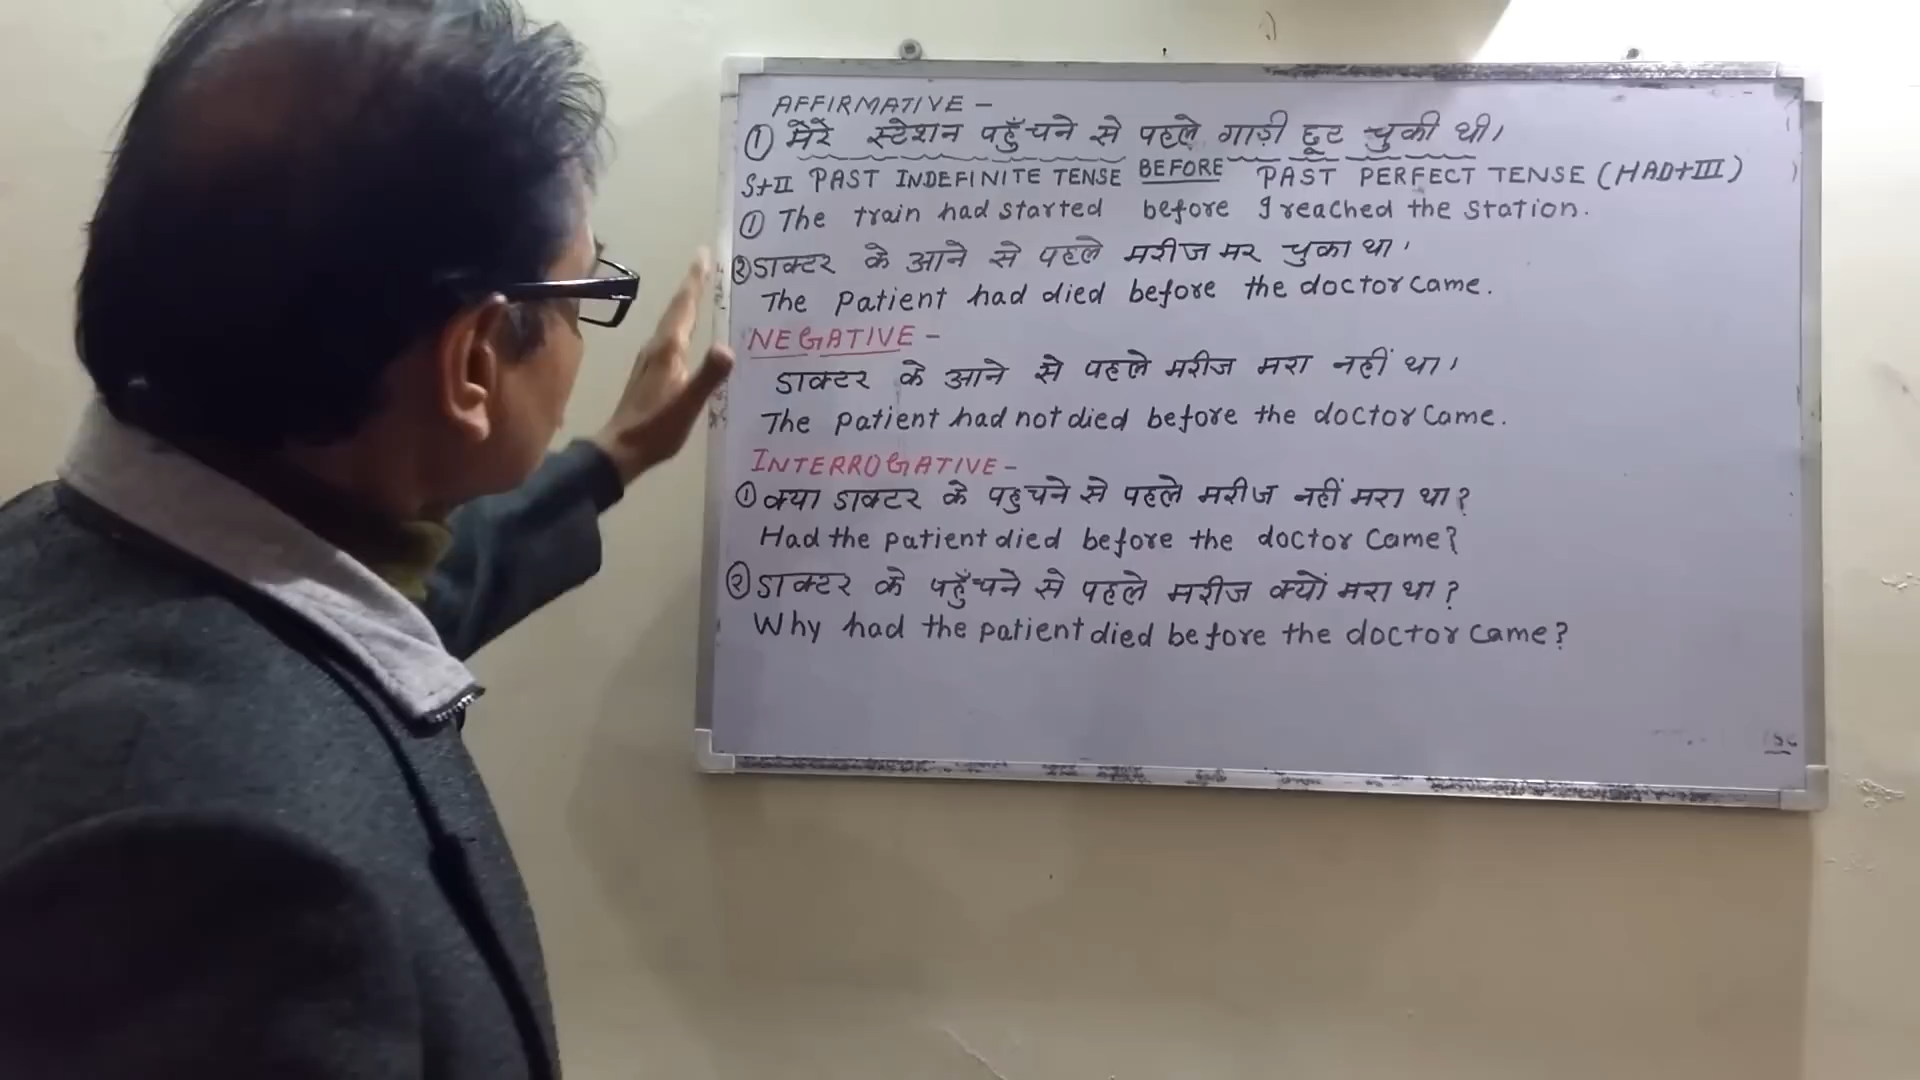 AFFIRMATIVE -
① मेरे स्टेशन पहुँचने से पहले गाड़ी छूट चुकी थी।
S+II PAST INDEFINITE TENSE BEFORE PAST PERFECT TENSE (HAD+III)
① The train had started before I reached the station.
② डाक्टर के आने से पहले मरीज मर चुका था।
The patient had died before the doctor came.
NEGATIVE -
डाक्टर के आने से पहले मरीज मरा नहीं था।
The patient had not died before the doctor came.
INTERROGATIVE -
① क्या डाक्टर के पहुचने से पहले मरीज नहीं मरा था?
Had the patient died before the doctor came?
② डाक्टर के पहुँचने से पहले मरीज क्यों मरा था?
Why had the patient died before the doctor came?